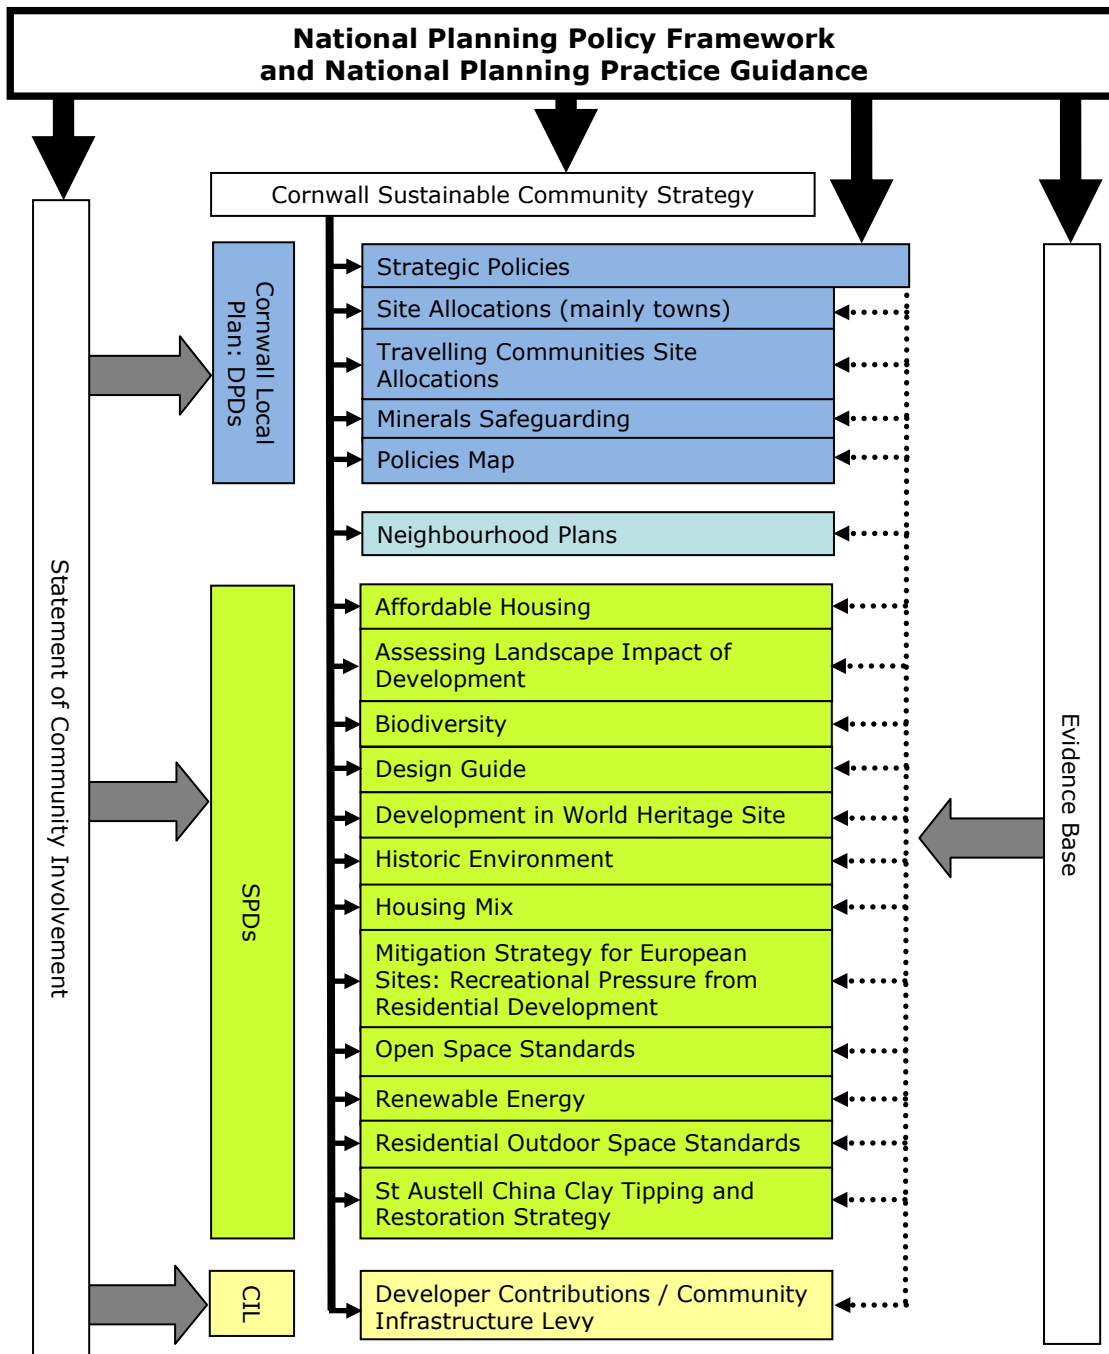 National Planning Policy Framework
and National Planning Practice Guidance
Cornwall Sustainable Community Strategy
Statement of Community Involvement
Cornwall Local
Plan: DPDs
Strategic Policies
Site Allocations (mainly towns)
Travelling Communities Site
Allocations
Minerals Safeguarding
Policies Map
Neighbourhood Plans
SPDs
Affordable Housing
Assessing Landscape Impact of
Development
Biodiversity
Design Guide
Development in World Heritage Site
Historic Environment
Housing Mix
Mitigation Strategy for European
Sites: Recreational Pressure from
Residential Development
Open Space Standards
Renewable Energy
Residential Outdoor Space Standards
St Austell China Clay Tipping and
Restoration Strategy
CIL
Developer Contributions / Community
Infrastructure Levy
Evidence Base